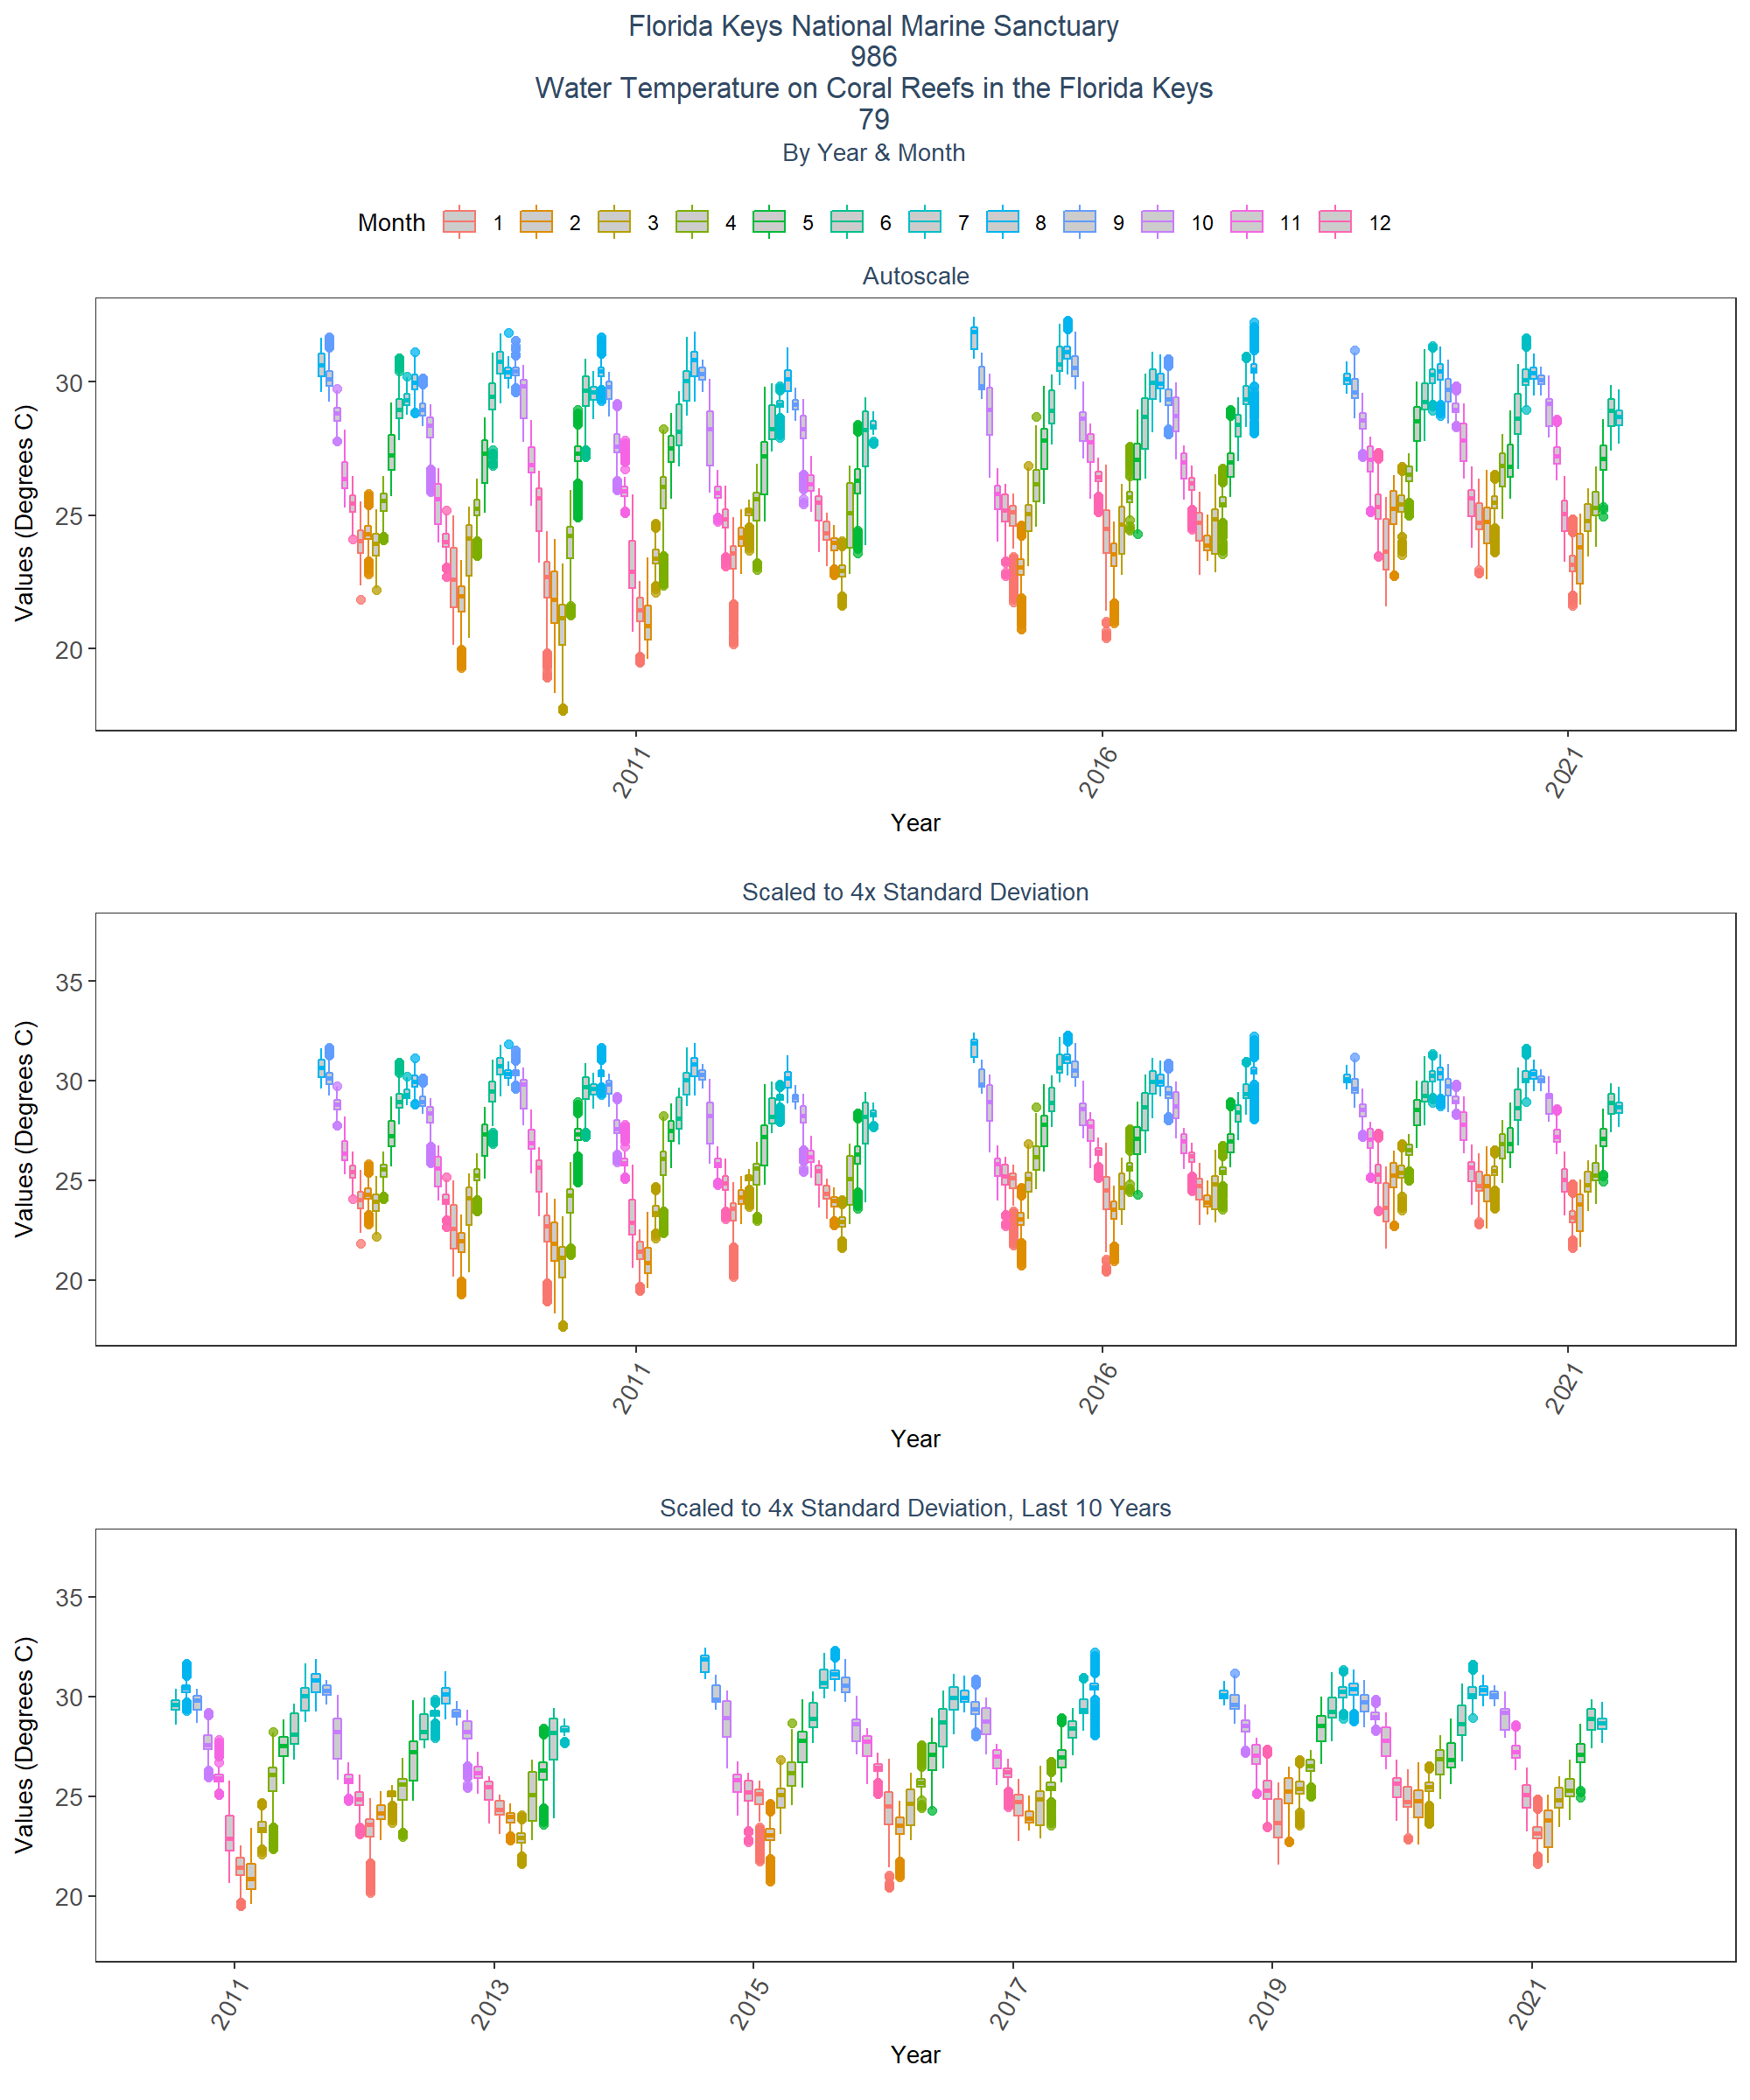 Florida Keys National Marine Sanctuary
986
Water Temperature on Coral Reefs in the Florida Keys
79
By Year & Month
Month 1 2 3 4 5 6 7 8 9 10 11 12
Autoscale
Values (Degrees C)
30
25
20
2011 2016 2021
Year
Scaled to 4x Standard Deviation
Values (Degrees C)
35
30
25
20
2011 2016 2021
Year
Scaled to 4x Standard Deviation, Last 10 Years
Values (Degrees C)
35
30
25
20
2011 2013 2015 2017 2019 2021
Year